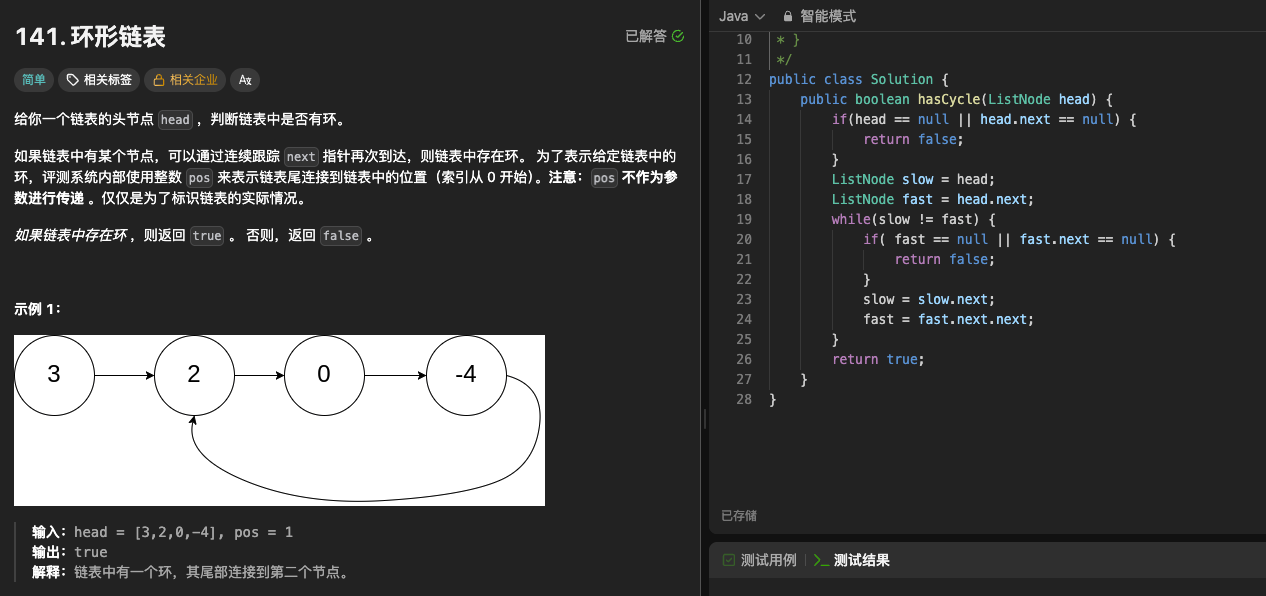 141. 环形链表
已解答
简单
相关标签
相关企业
给你一个链表的头节点 head ，判断链表中是否有环。
如果链表中有某个节点，可以通过连续跟踪 next 指针再次到达，则链表中存在环。 为了表示给定链表中的
环，评测系统内部使用整数 pos 来表示链表尾连接到链表中的位置（索引从 0 开始）。注意：pos 不作为参
数进行传递 。仅仅是为了标识链表的实际情况。
如果链表中存在环 ，则返回 true 。 否则，返回 false 。
示例 1：
3
2
0
-4
输入：head = [3,2,0,-4], pos = 1
输出：true
解释：链表中有一个环，其尾部连接到第二个节点。
Java
智能模式
10 * }
11 */
12 public class Solution {
13 public boolean hasCycle(ListNode head) {
14 if(head == null || head.next == null) {
15 return false;
16 }
17 ListNode slow = head;
18 ListNode fast = head.next;
19 while(slow != fast) {
20 if( fast == null || fast.next == null) {
21 return false;
22 }
23 slow = slow.next;
24 fast = fast.next.next;
25 }
26 return true;
27 }
28 }
已存储
测试用例
>_ 测试结果